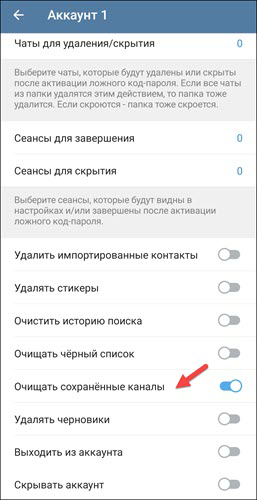 Аккаунт 1
Чаты для удаления/скрытия 0
Выберите чаты, которые будут удалены или скрыты
после активации ложного код-пароля. Если все чаты
из папки удалятся этим действием, то папка тоже
удалится. Если скроются - папка тоже скроется.
Сеансы для завершения 0
Сеансы для скрытия 0
Выберите сеансы, которые будут видны в
настройках и/или завершены после активации
ложного код-пароля.
Удалить импортированные контакты
Удалять стикеры
Очистить историю поиска
Очищать чёрный список
Очищать сохранённые каналы
Удалять черновики
Выходить из аккаунта
Скрывать аккаунт